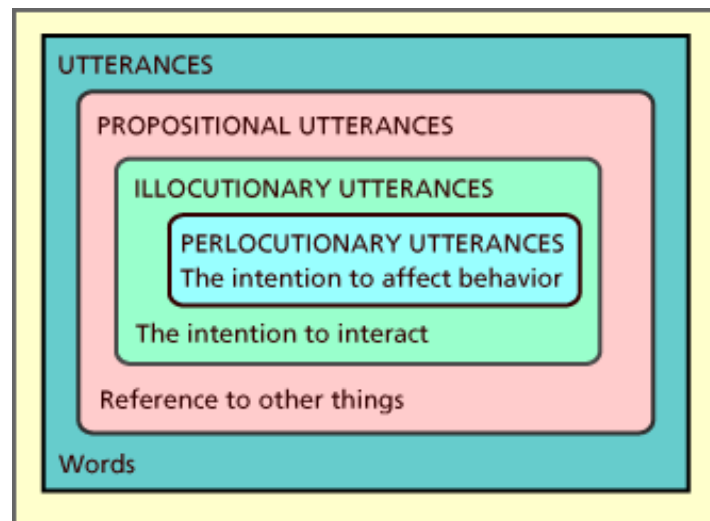 UTTERANCES
PROPOSITIONAL UTTERANCES
ILLOCUTIONARY UTTERANCES
PERLOCUTIONARY UTTERANCES
The intention to affect behavior
The intention to interact
Reference to other things
Words